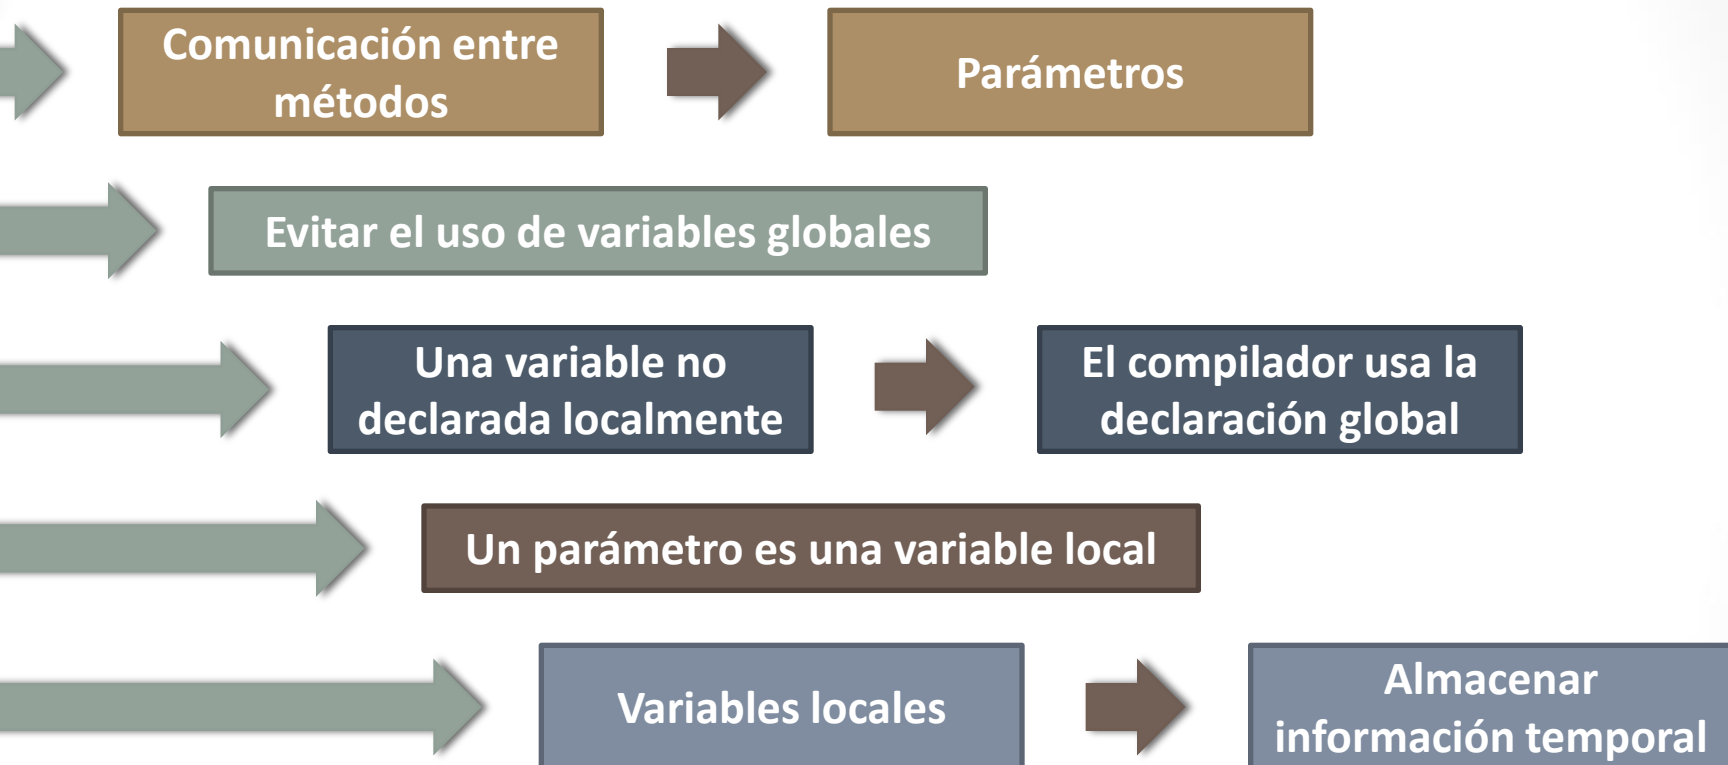 Comunicación entre
métodos
Parámetros
Evitar el uso de variables globales
Una variable no
declarada localmente
El compilador usa la
declaración global
Un parámetro es una variable local
Variables locales
Almacenar
información temporal